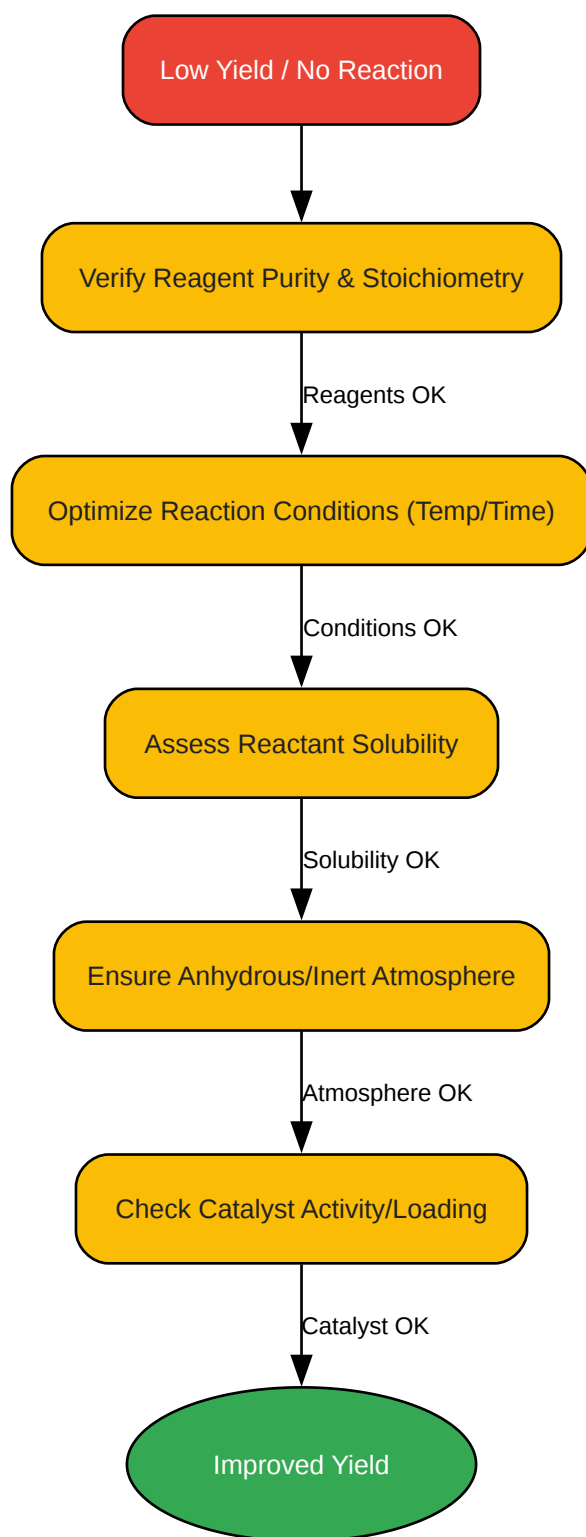 Low Yield / No Reaction
Verify Reagent Purity & Stoichiometry
Reagents OK
Optimize Reaction Conditions (Temp/Time)
Conditions OK
Assess Reactant Solubility
Solubility OK
Ensure Anhydrous/Inert Atmosphere
Atmosphere OK
Check Catalyst Activity/Loading
Catalyst OK
Improved Yield